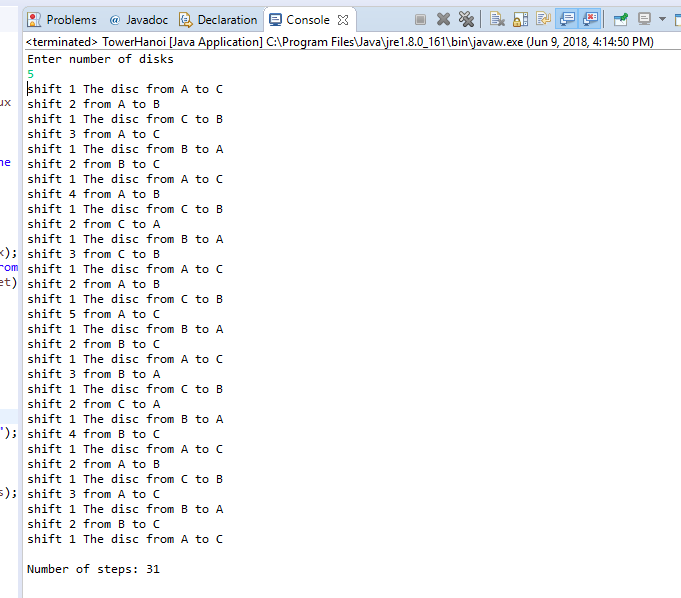 Problems @ Javadoc Declaration Console
<terminated> TowerHanoi [Java Application] C:\Program Files\Java\jre1.8.0_161\bin\javaw.exe (Jun 9, 2018, 4:14:50 PM)
Enter number of disks
5
shift 1 The disc from A to C
ux
shift 2 from A to B
shift 1 The disc from C to B
shift 3 from A to C
shift 1 The disc from B to A
ne
shift 2 from B to C
shift 1 The disc from A to C
shift 4 from A to B
shift 1 The disc from C to B
shift 2 from C to A
shift 1 The disc from B to A
);
shift 3 from C to B
rom
shift 1 The disc from A to C
et)
shift 2 from A to B
shift 1 The disc from C to B
shift 5 from A to C
shift 1 The disc from B to A
shift 2 from B to C
shift 1 The disc from A to C
shift 3 from B to A
shift 1 The disc from C to B
shift 2 from C to A
shift 1 The disc from B to A
");
shift 4 from B to C
shift 1 The disc from A to C
shift 2 from A to B
shift 1 The disc from C to B
s);
shift 3 from A to C
shift 1 The disc from B to A
shift 2 from B to C
shift 1 The disc from A to C
Number of steps: 31